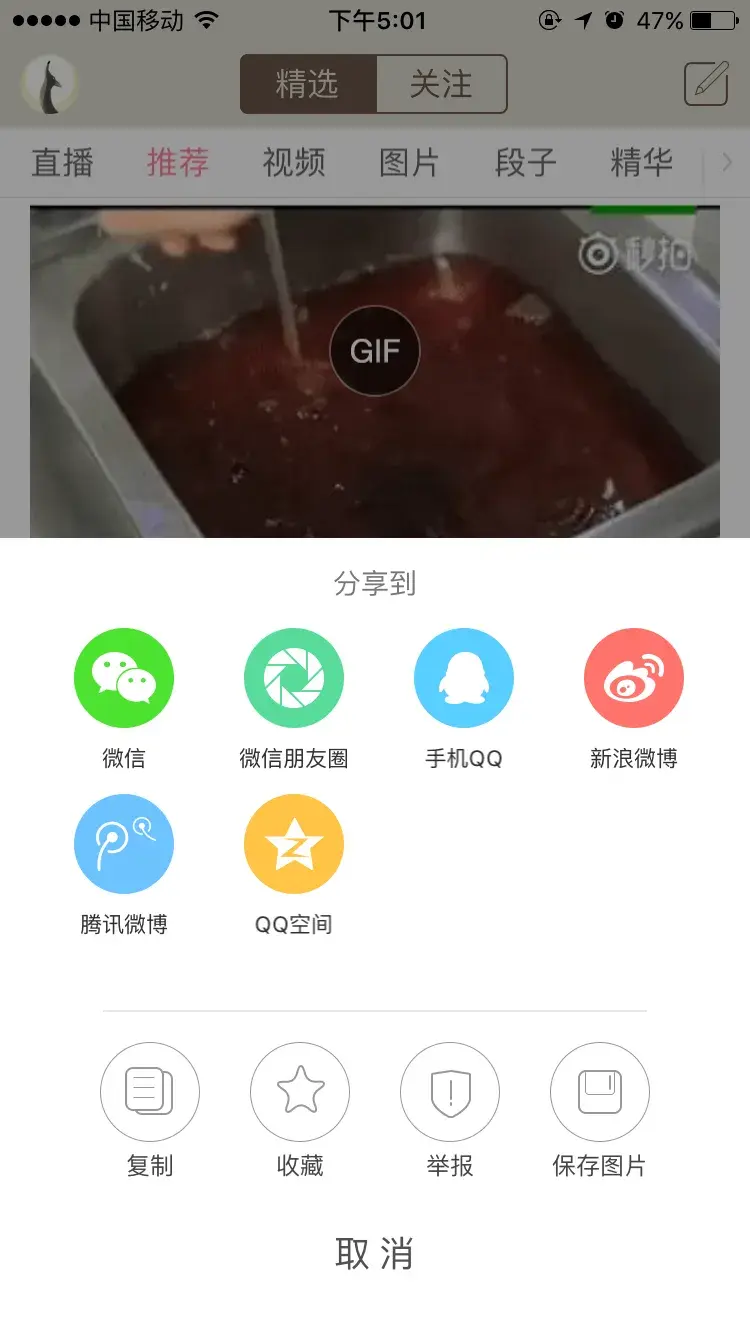 中国移动 下午5:01 47%
精选 关注
直播 推荐 视频 图片 段子 精华
秒拍
GIF
分享到
微信 微信朋友圈 手机QQ 新浪微博
腾讯微博 QQ空间
复制 收藏 举报 保存图片
取消